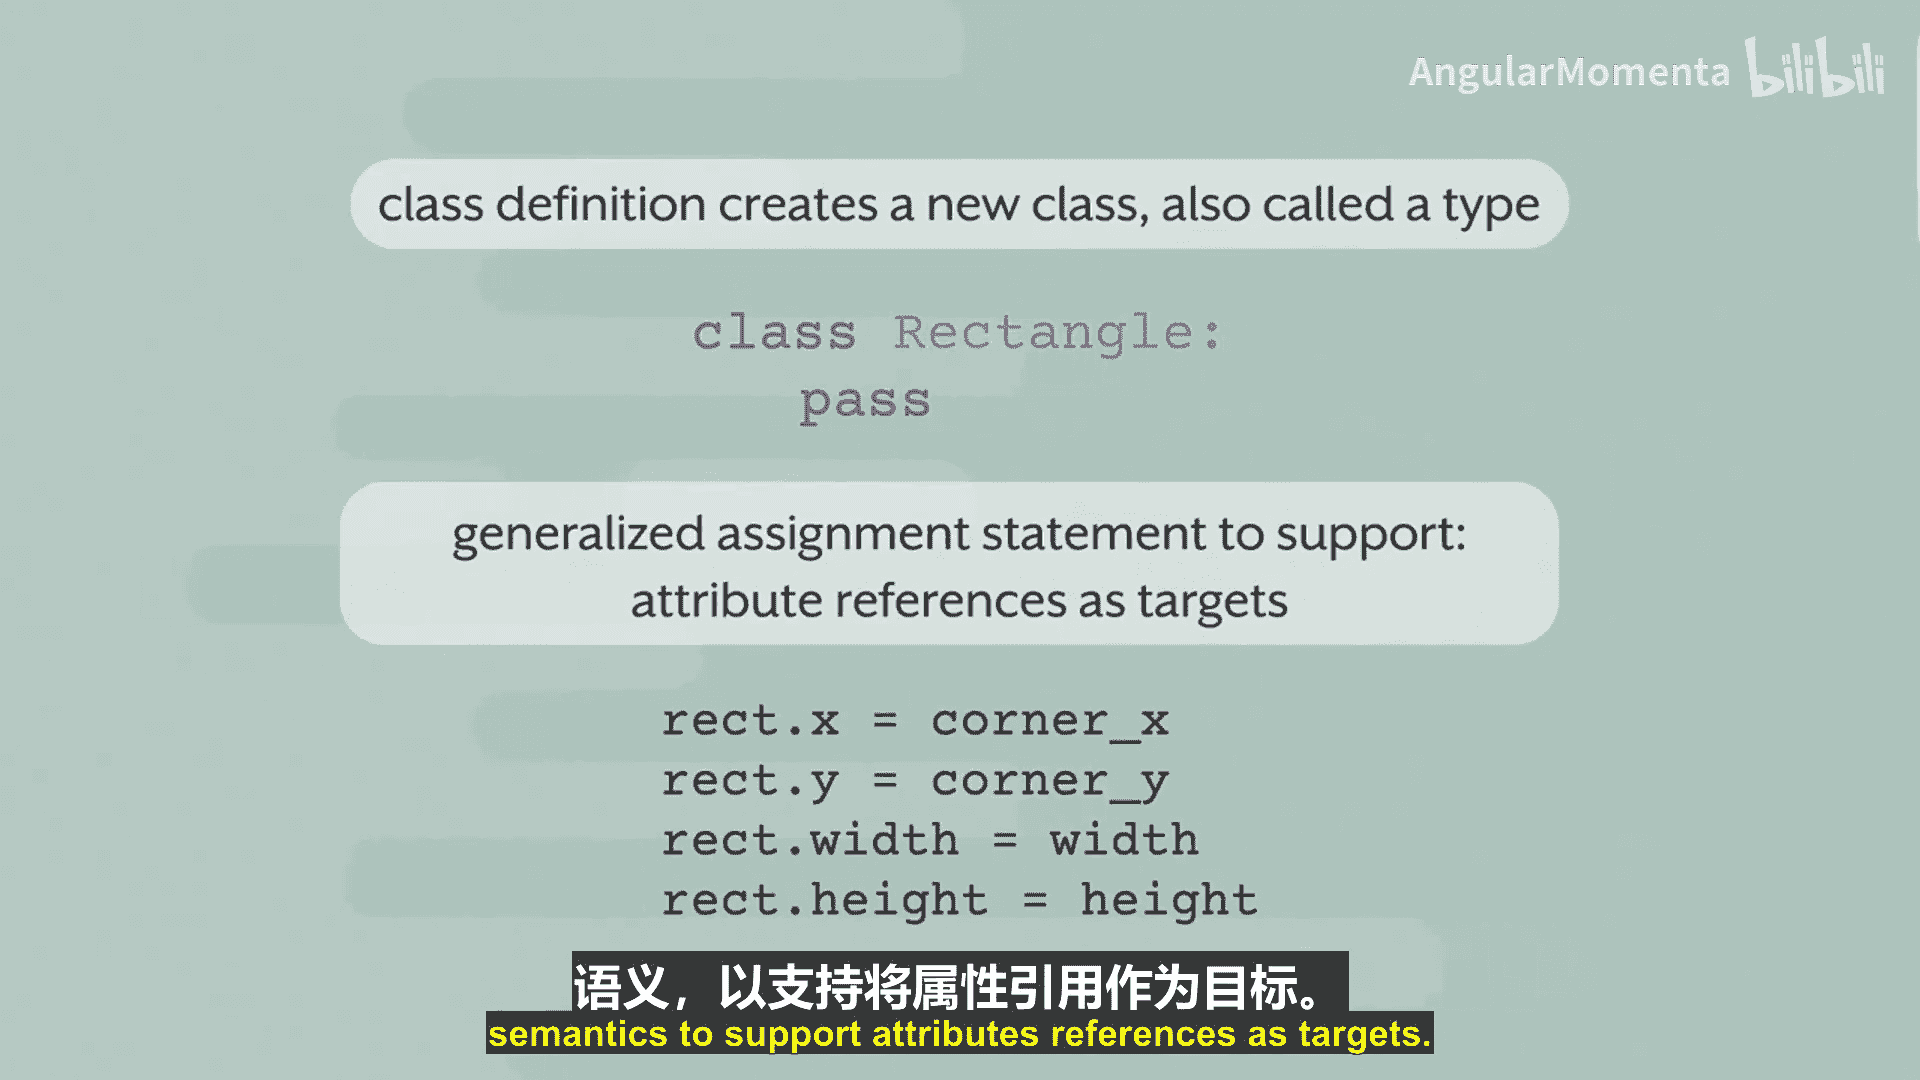 AngularMomenta bilibili
class definition creates a new class, also called a type
class Rectangle:
pass
generalized assignment statement to support:
attribute references as targets
rect.x = corner_x
rect.y = corner_y
rect.width = width
rect.height = height
语义，以支持将属性引用作为目标。
semantics to support attributes references as targets.